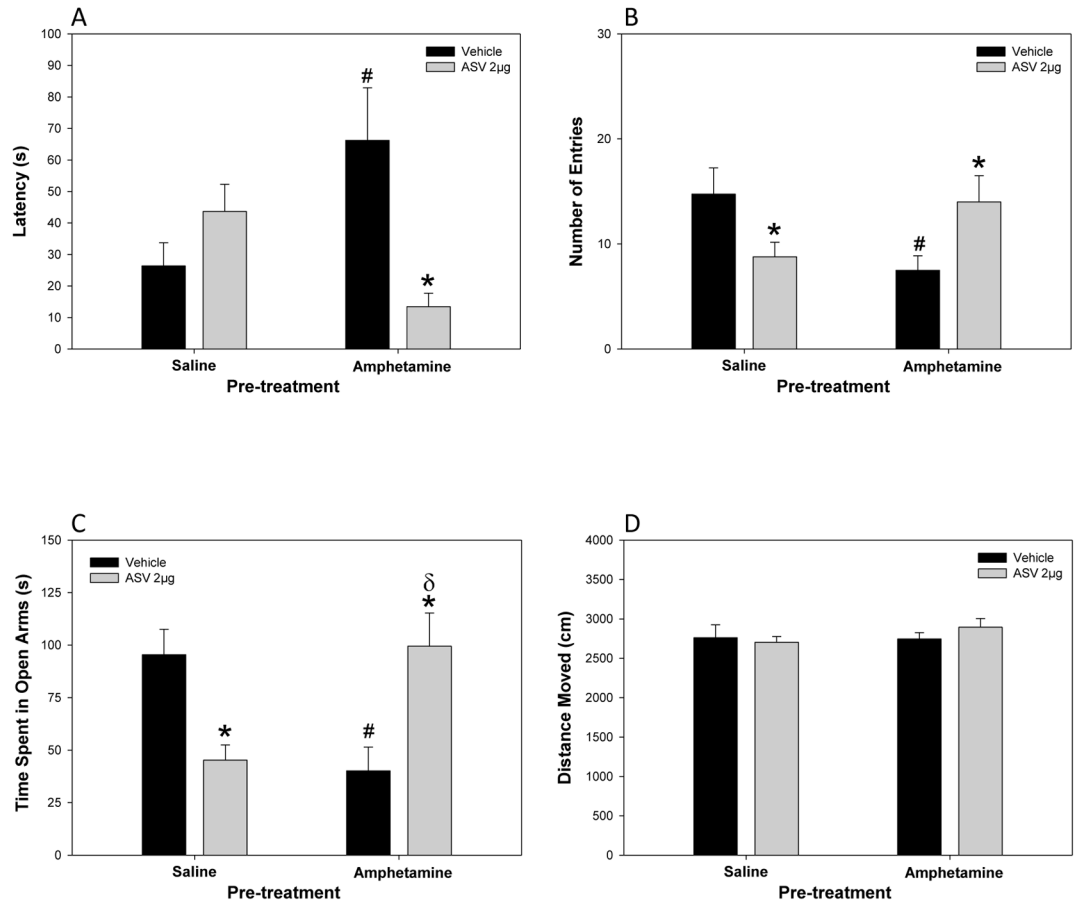 A
100
90
80
70
60
50
40
30
20
10
0
Latency (s)
Vehicle
ASV 2µg
#
*
Saline
Amphetamine
Pre-treatment
B
30
20
10
0
Number of Entries
Vehicle
ASV 2µg
*
#
*
Saline
Amphetamine
Pre-treatment
C
150
125
100
75
50
25
0
Time Spent in Open Arms (s)
Vehicle
ASV 2µg
*
#
δ
*
Saline
Amphetamine
Pre-treatment
D
4000
3500
3000
2500
2000
1500
1000
500
0
Distance Moved (cm)
Vehicle
ASV 2µg
Saline
Amphetamine
Pre-treatment